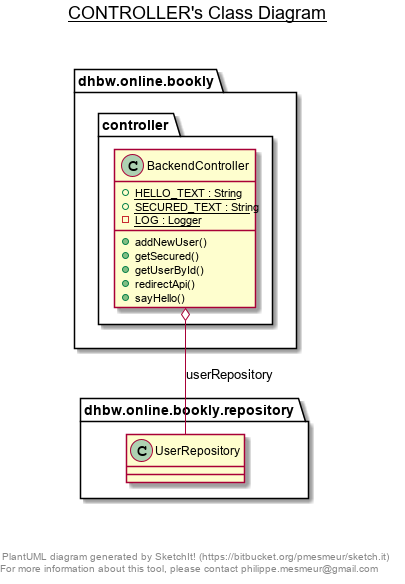 CONTROLLER's Class Diagram
dhbw.online.bookly
controller
C BackendController
HELLO_TEXT : String
SECURED_TEXT : String
LOG : Logger
addNewUser()
getSecured()
getUserById()
redirectApi()
sayHello()
userRepository
dhbw.online.bookly.repository
C UserRepository
PlantUML diagram generated by SketchIt! (https://bitbucket.org/pmesmeur/sketch.it)
For more information about this tool, please contact philippe.mesmeur@gmail.com